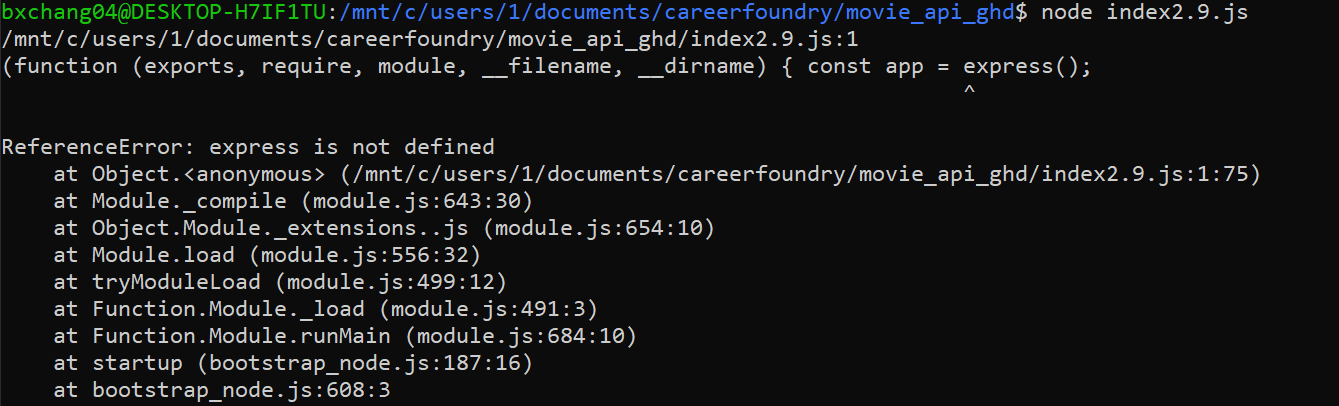 bxchang04@DESKTOP-H7IF1TU:/mnt/c/users/1/documents/careerfoundry/movie_api_ghd$ node index2.9.js
/mnt/c/users/1/documents/careerfoundry/movie_api_ghd/index2.9.js:1
(function (exports, require, module, __filename, __dirname) { const app = express();
^
ReferenceError: express is not defined
at Object.<anonymous> (/mnt/c/users/1/documents/careerfoundry/movie_api_ghd/index2.9.js:1:75)
at Module._compile (module.js:643:30)
at Object.Module._extensions..js (module.js:654:10)
at Module.load (module.js:556:32)
at tryModuleLoad (module.js:499:12)
at Function.Module._load (module.js:491:3)
at Function.Module.runMain (module.js:684:10)
at startup (bootstrap_node.js:187:16)
at bootstrap_node.js:608:3